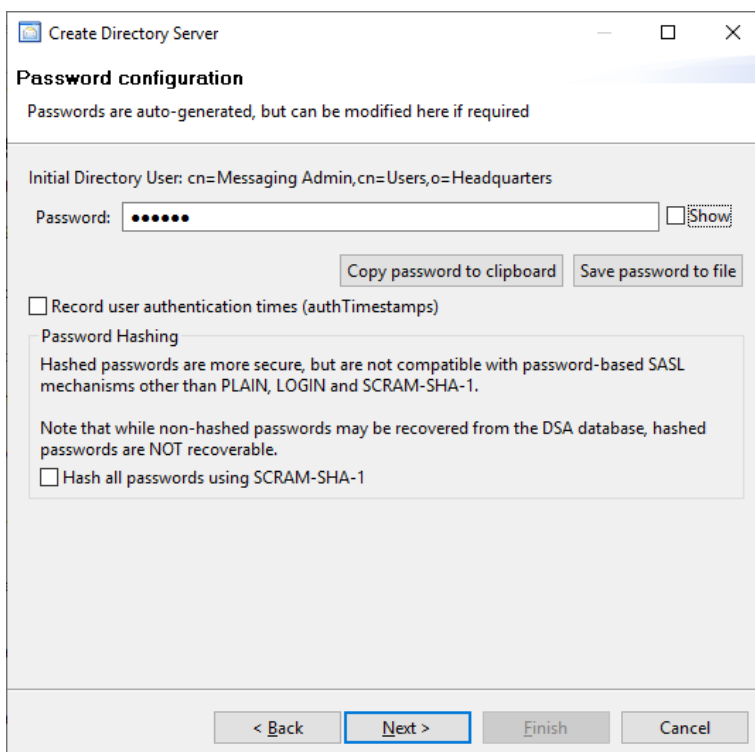 Create Directory Server
Password configuration
Passwords are auto-generated, but can be modified here if required
Initial Directory User: cn=Messaging Admin,cn=Users,o=Headquarters
Password: ●●●●●● Show
Copy password to clipboard Save password to file
Record user authentication times (authTimestamps)
Password Hashing
Hashed passwords are more secure, but are not compatible with password-based SASL
mechanisms other than PLAIN, LOGIN and SCRAM-SHA-1.
Note that while non-hashed passwords may be recovered from the DSA database, hashed
passwords are NOT recoverable.
Hash all passwords using SCRAM-SHA-1
< Back Next > Finish Cancel